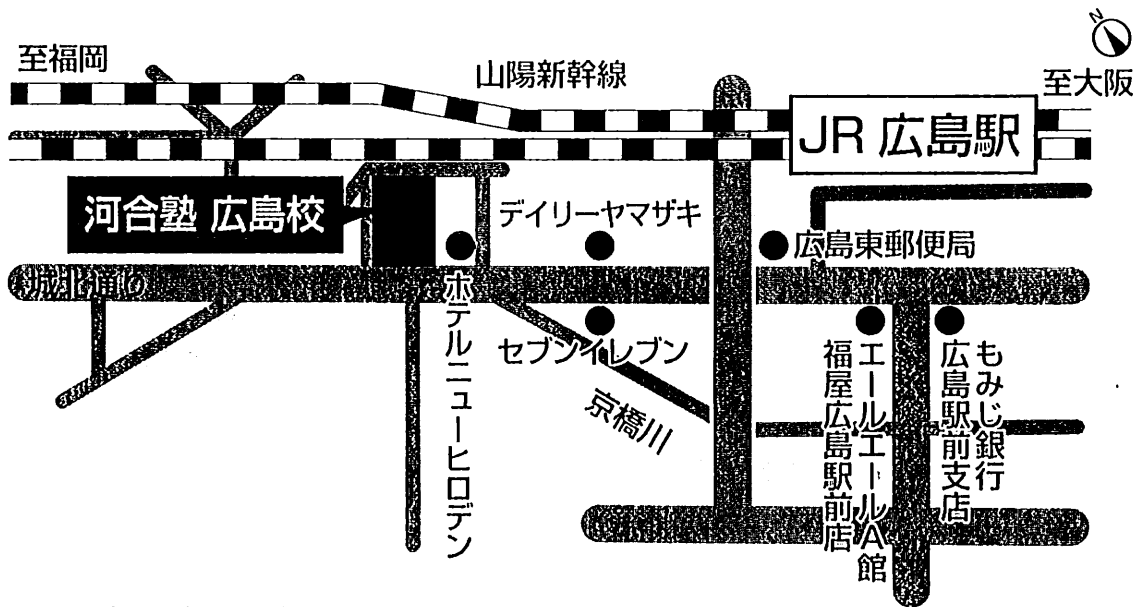 N
至福岡
山陽新幹線
至大阪
JR 広島駅
河合塾 広島校
デイリーヤマザキ
広島東郵便局
城北通り
ホテルニューヒロデン
セブンイレブン
京橋川
エールエールA館
福屋広島駅前店
もみじ銀行
広島駅前支店